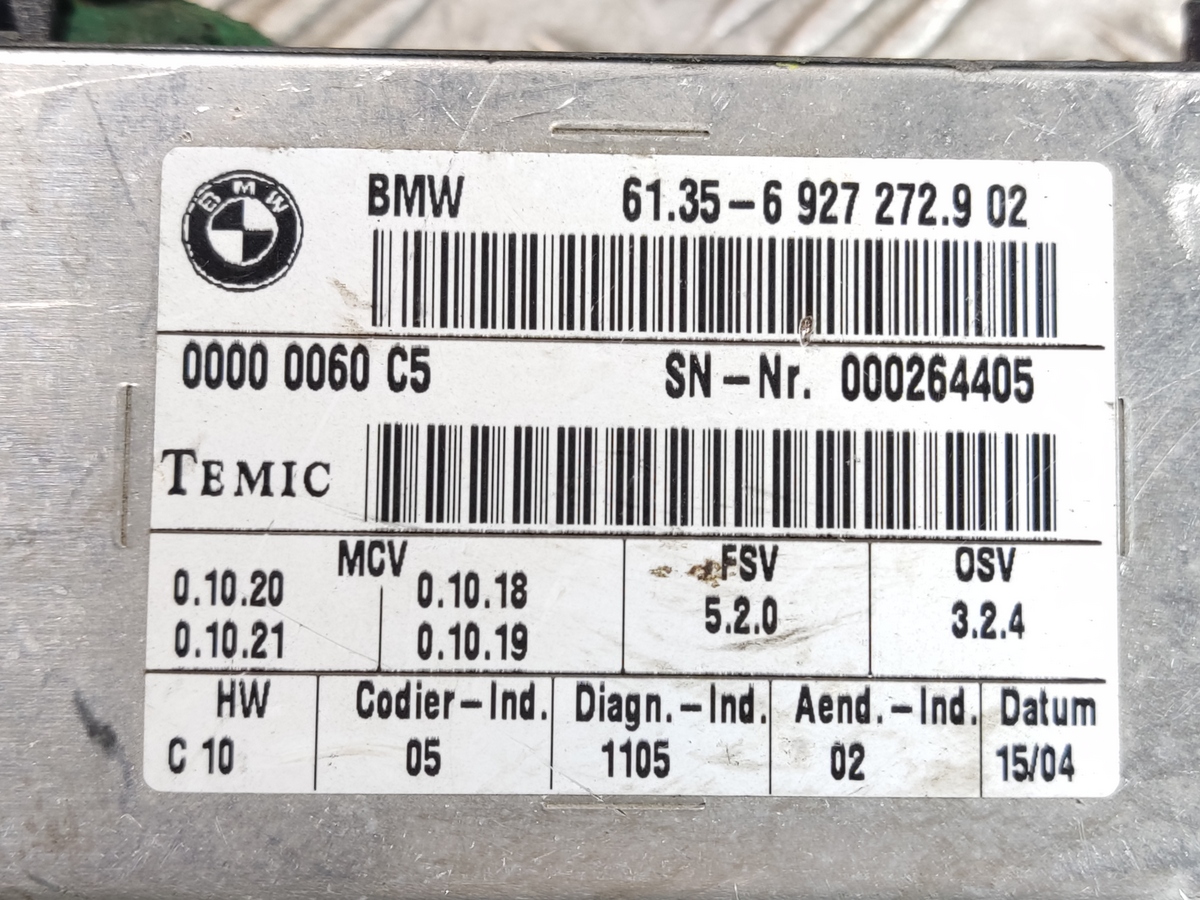 BMW
BMW 61.35-6 927 272.9 02
0000 0060 C5 SN-Nr. 000264405
TEMIC
MCV FSV OSV
0.10.20 0.10.18 5.2.0 3.2.4
0.10.21 0.10.19
HW Codier-Ind. Diagn.-Ind. Aend.-Ind. Datum
C 10 05 1105 02 15/04